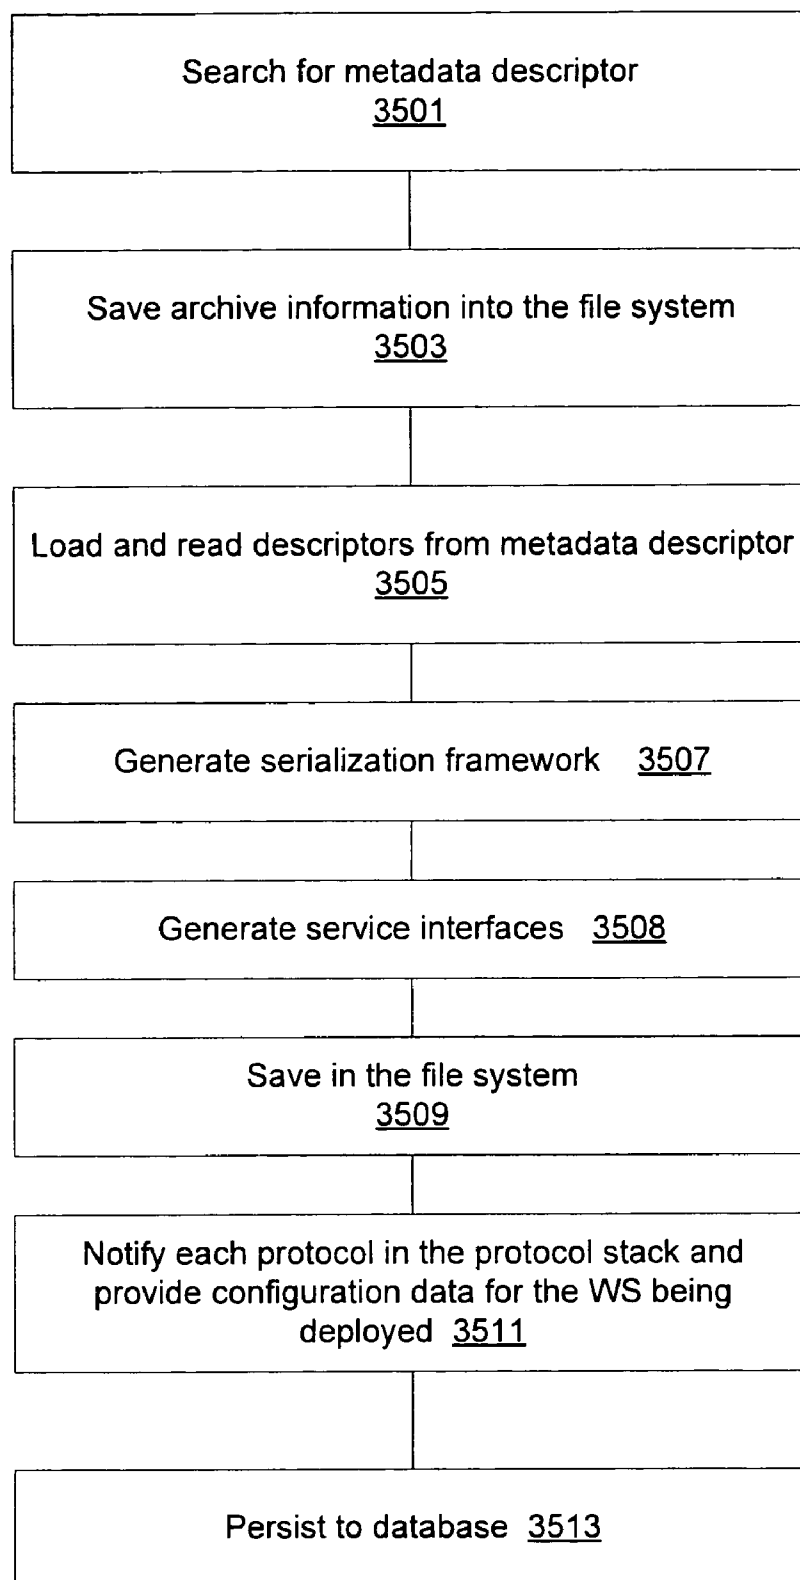 Search for metadata descriptor
3501
Save archive information into the file system
3503
Load and read descriptors from metadata descriptor
3505
Generate serialization framework 3507
Generate service interfaces 3508
Save in the file system
3509
Notify each protocol in the protocol stack and
provide configuration data for the WS being
deployed 3511
Persist to database 3513